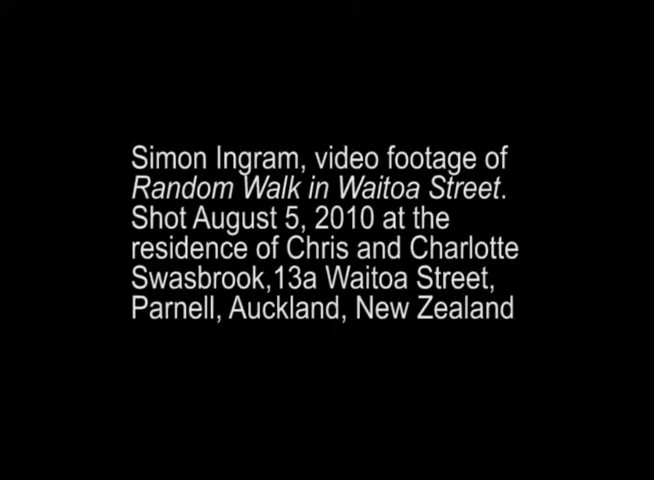 Simon Ingram, video footage of
Random Walk in Waitoa Street.
Shot August 5, 2010 at the
residence of Chris and Charlotte
Swasbrook,13a Waitoa Street,
Parnell, Auckland, New Zealand